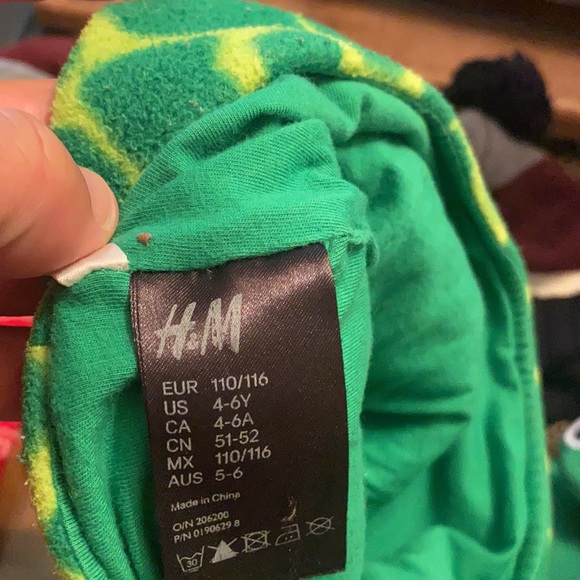 H&M
EUR 110/116
US 4-6Y
CA 4-6A
CN 51-52
MX 110/116
AUS 5-6
Made in China
O/N 206200
P/N 0190629.8
30